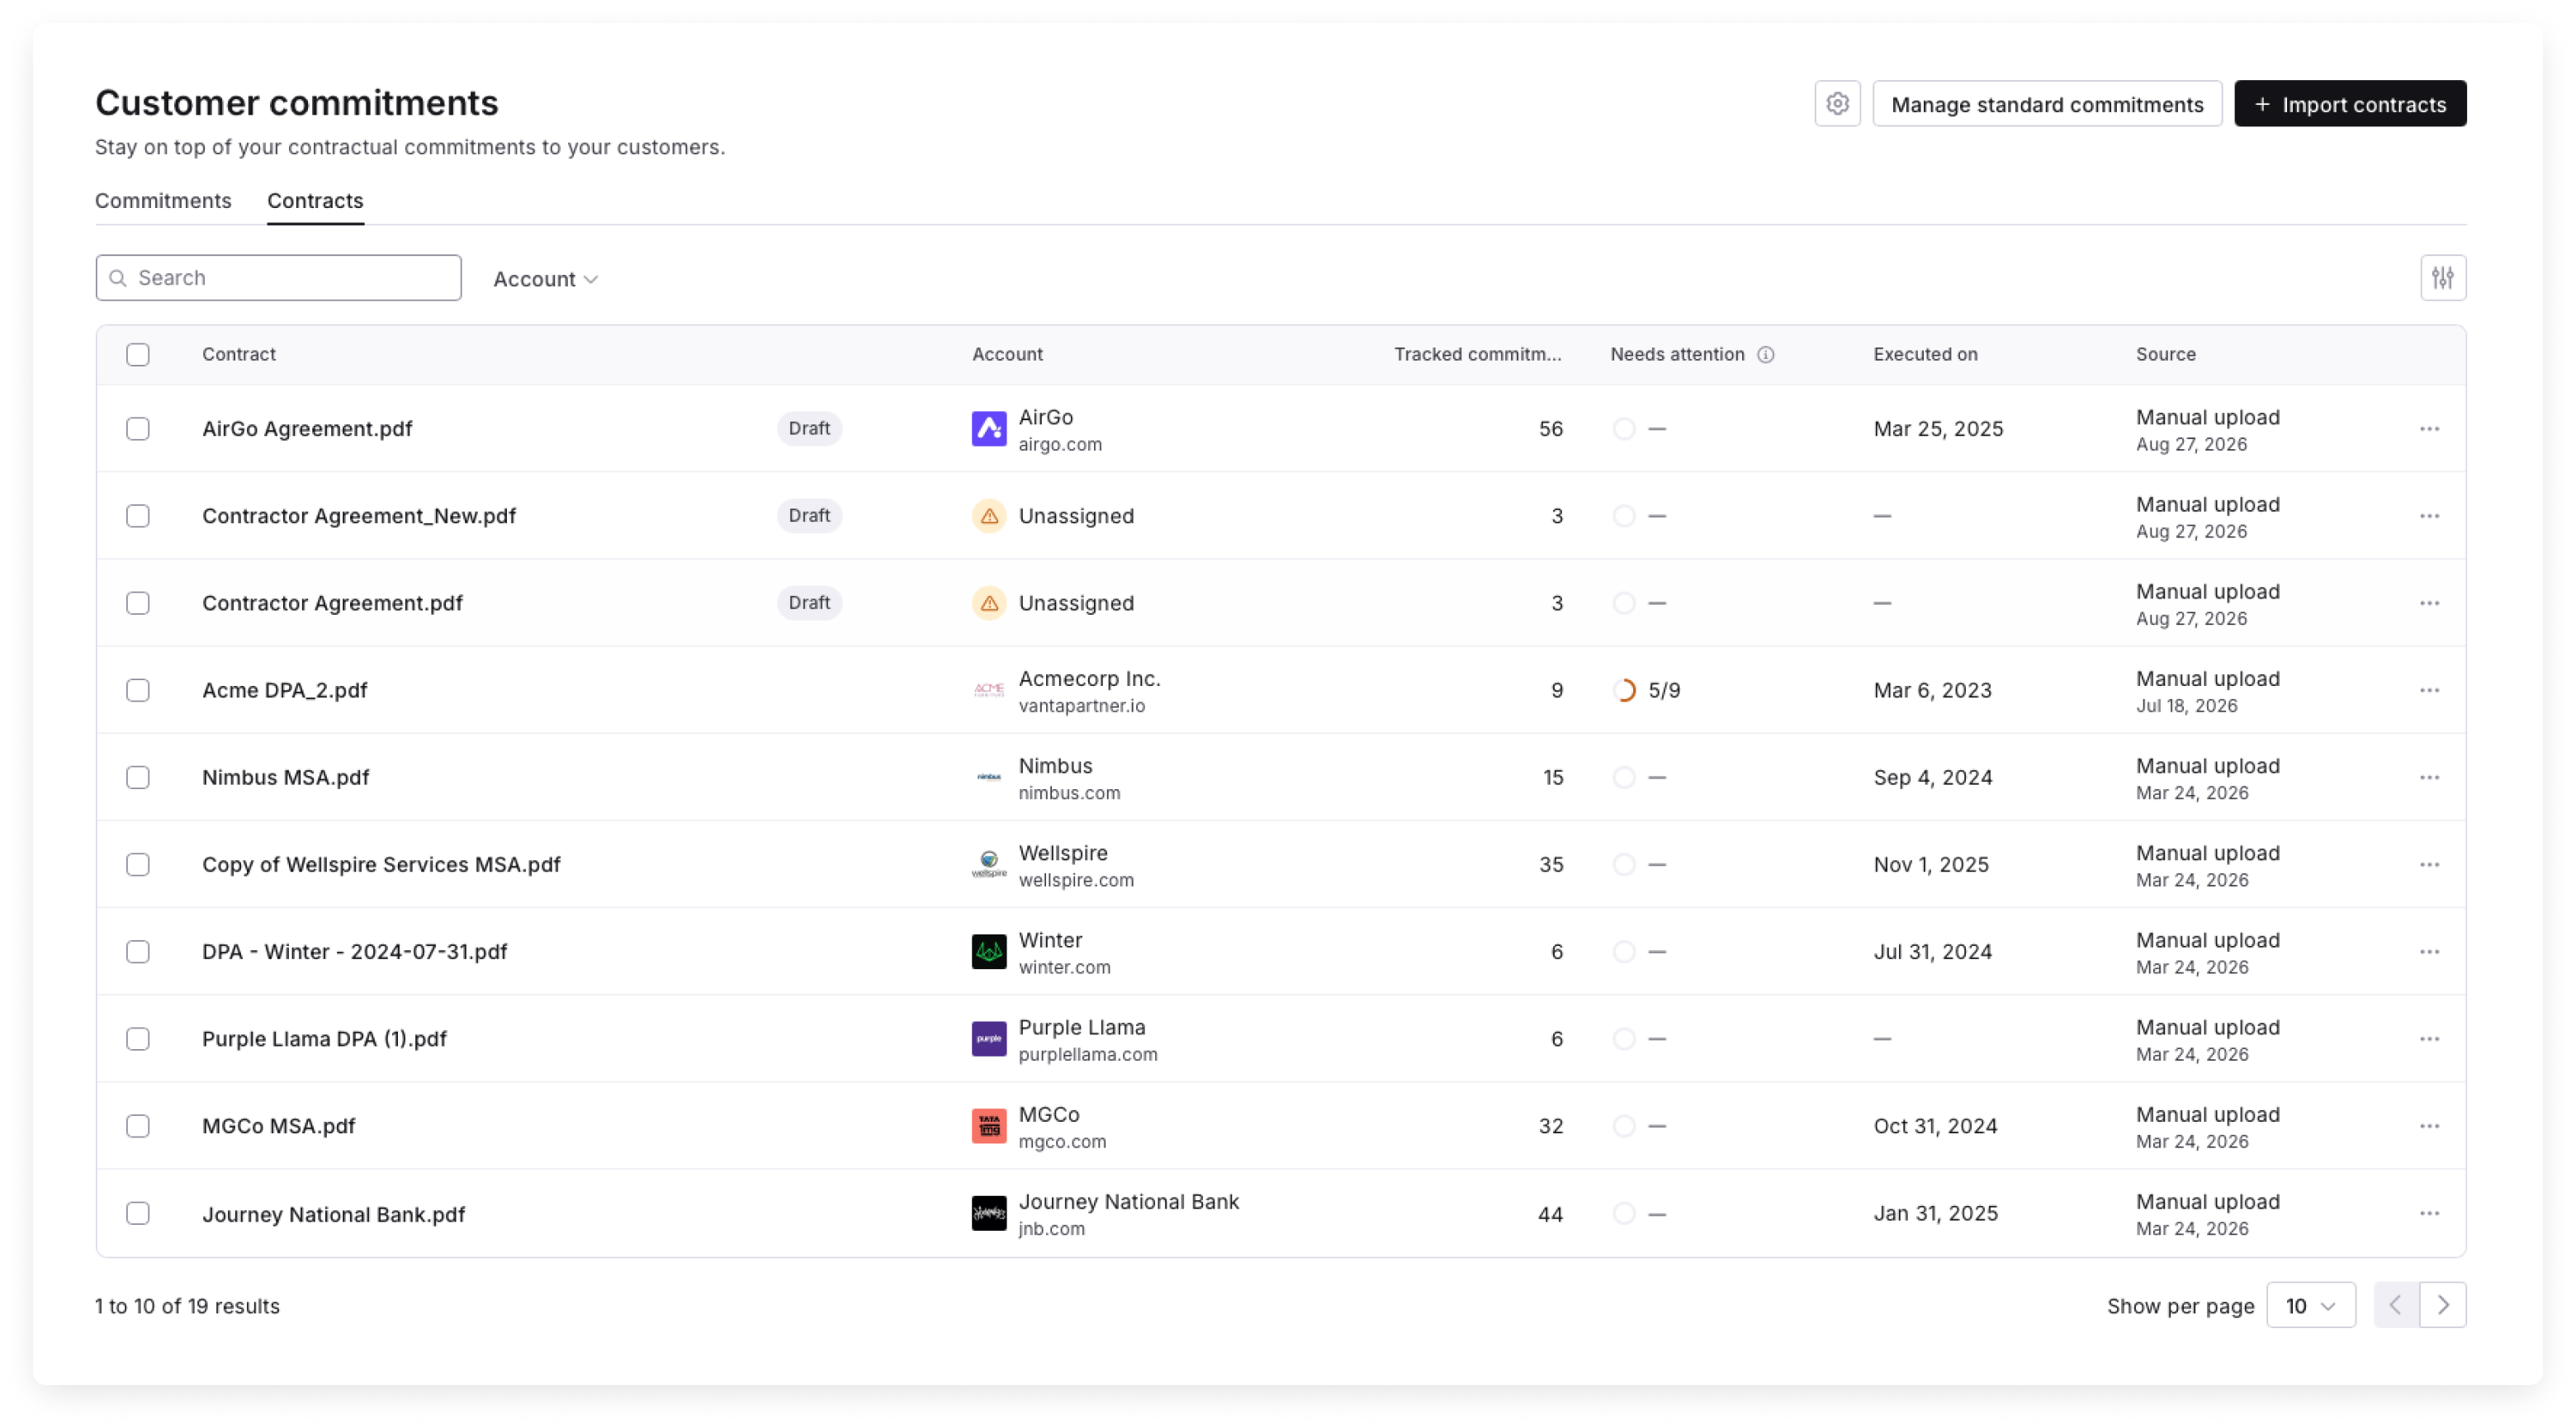 Customer commitments
Manage standard commitments
+ Import contracts
Stay on top of your contractual commitments to your customers.
Commitments
Contracts
Search
Account
Contract
Account
Tracked commitm...
Needs attention
Executed on
Source
AirGo Agreement.pdf
Draft
AirGo
airgo.com
56
—
Mar 25, 2025
Manual upload
Aug 27, 2026
Contractor Agreement_New.pdf
Draft
Unassigned
3
—
—
Manual upload
Aug 27, 2026
Contractor Agreement.pdf
Draft
Unassigned
3
—
—
Manual upload
Aug 27, 2026
Acme DPA_2.pdf
ACME
Acmecorp Inc.
vantapartner.io
9
5/9
Mar 6, 2023
Manual upload
Jul 18, 2026
Nimbus MSA.pdf
nimbus
Nimbus
nimbus.com
15
—
Sep 4, 2024
Manual upload
Mar 24, 2026
Copy of Wellspire Services MSA.pdf
wellspire
Wellspire
wellspire.com
35
—
Nov 1, 2025
Manual upload
Mar 24, 2026
DPA - Winter - 2024-07-31.pdf
Winter
winter.com
6
—
Jul 31, 2024
Manual upload
Mar 24, 2026
Purple Llama DPA (1).pdf
purple
Purple Llama
purplellama.com
6
—
—
Manual upload
Mar 24, 2026
MGCo MSA.pdf
TATA
1mg
MGCo
mgco.com
32
—
Oct 31, 2024
Manual upload
Mar 24, 2026
Journey National Bank.pdf
Journey National Bank
jnb.com
44
—
Jan 31, 2025
Manual upload
Mar 24, 2026
1 to 10 of 19 results
Show per page
10